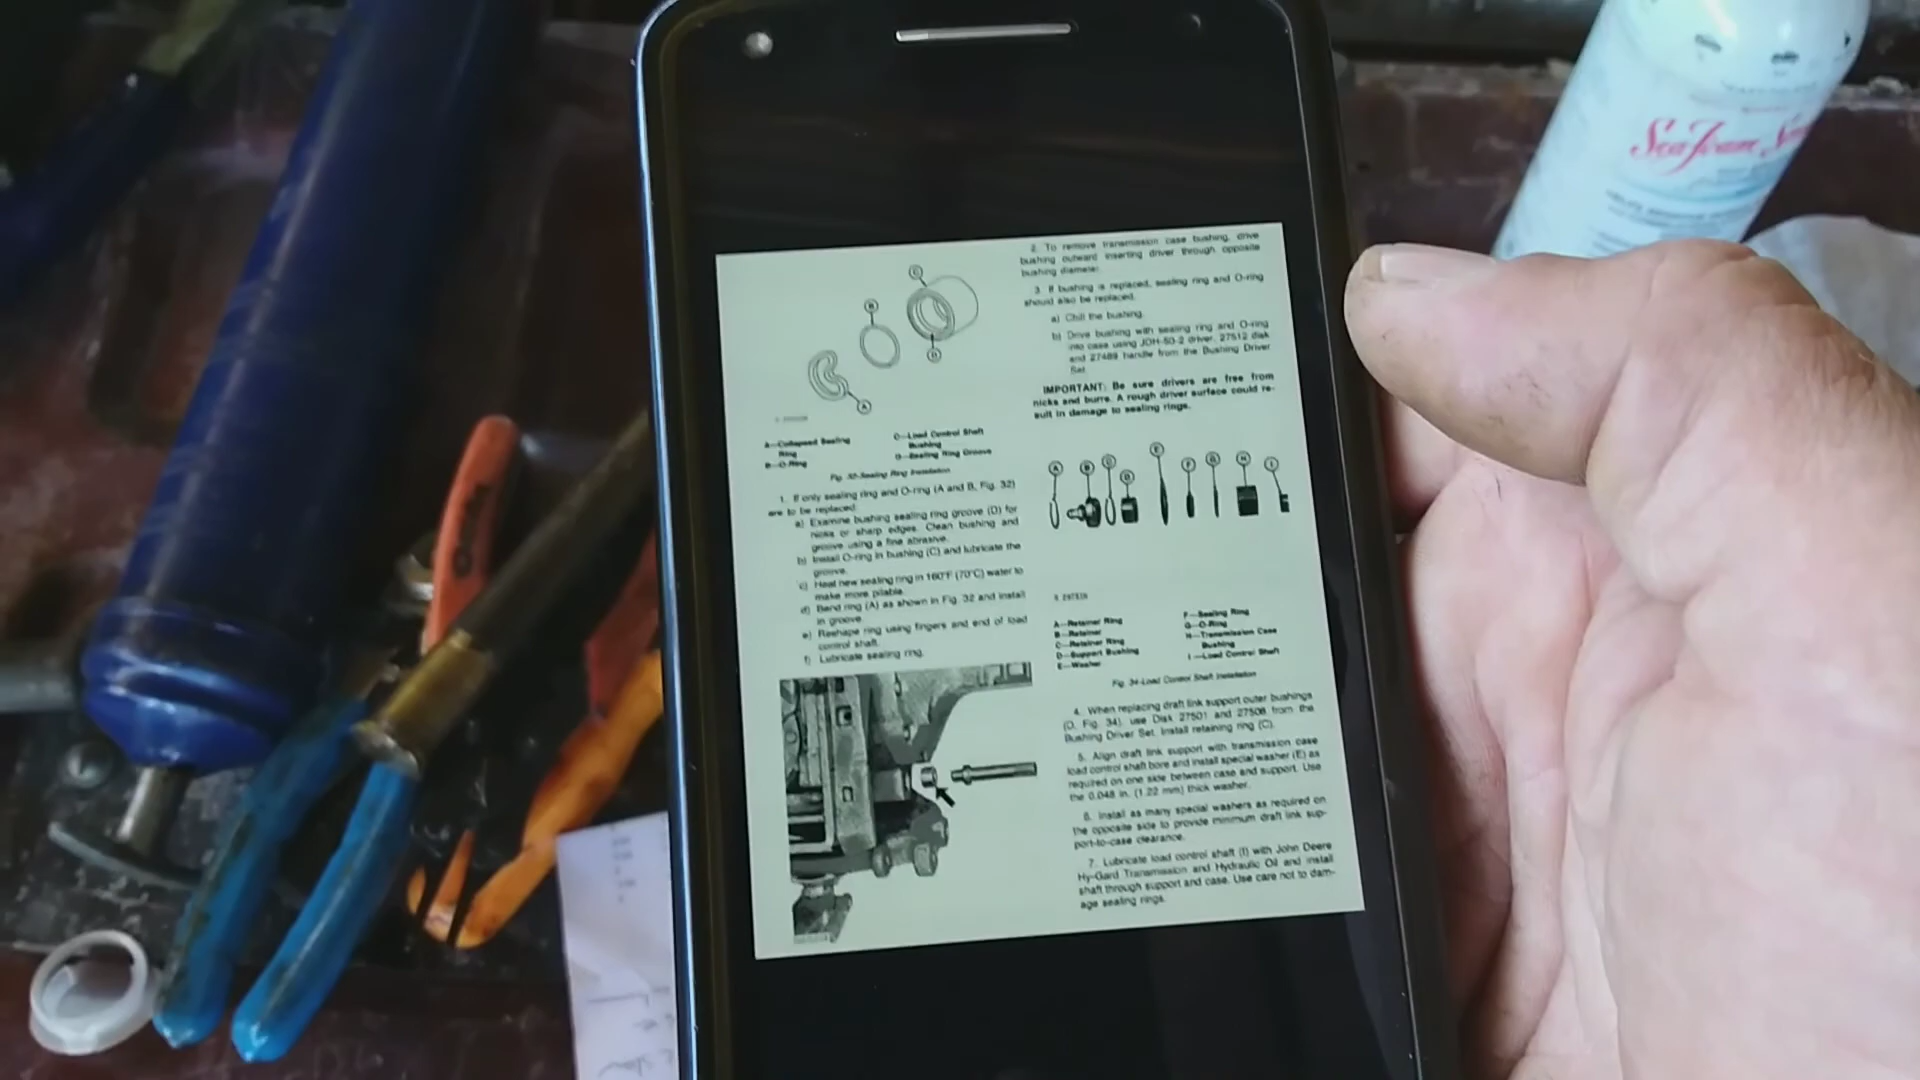 Sea Foam
A—Collapsed Sealing
Ring
B—O-Ring
C—Load Control Shaft
Bushing
D—Sealing Ring Groove
Fig. 32-Sealing Ring Installation
1. If only sealing ring and O-ring (A and B, Fig. 32)
are to be replaced:
a) Examine bushing sealing ring groove (D) for
nicks or sharp edges. Clean bushing and
groove using a fine abrasive.
b) Install O-ring in bushing (C) and lubricate the
groove.
c) Heat new sealing ring in 160°F (70°C) water to
make more pliable.
d) Bend ring (A) as shown in Fig. 32 and install
in groove.
e) Reshape ring using fingers and end of load
control shaft.
f) Lubricate sealing ring.
2. To remove transmission case bushing, drive
bushing outward inserting driver through opposite
bushing diameter.
3. If bushing is replaced, sealing ring and O-ring
should also be replaced.
a) Chill the bushing.
b) Drive bushing with sealing ring and O-ring
into case using JDH-50-2 driver, 27512 disk
and 27489 handle from the Bushing Driver
Set.
IMPORTANT: Be sure drivers are free from
nicks and burrs. A rough driver surface could re-
sult in damage to sealing rings.
A B C D E F G H I
A—Retainer Ring
B—Retainer
C—Retainer Ring
D—Support Bushing
E—Washer
F—Sealing Ring
G—O-Ring
H—Transmission Case
Bushing
I—Load Control Shaft
Fig. 34-Load Control Shaft Installation
4. When replacing draft link support outer bushings
(D, Fig. 34), use Disk 27501 and 27508 from the
Bushing Driver Set. Install retaining ring (C).
5. Align draft link support with transmission case
load control shaft bore and install special washer (E) as
required on one side between case and support. Use
the 0.048 in. (1.22 mm) thick washer.
6. Install as many special washers as required on
the opposite side to provide minimum draft link sup-
port-to-case clearance.
7. Lubricate load control shaft (I) with John Deere
Hy-Gard Transmission and Hydraulic Oil and install
shaft through support and case. Use care not to dam-
age sealing rings.